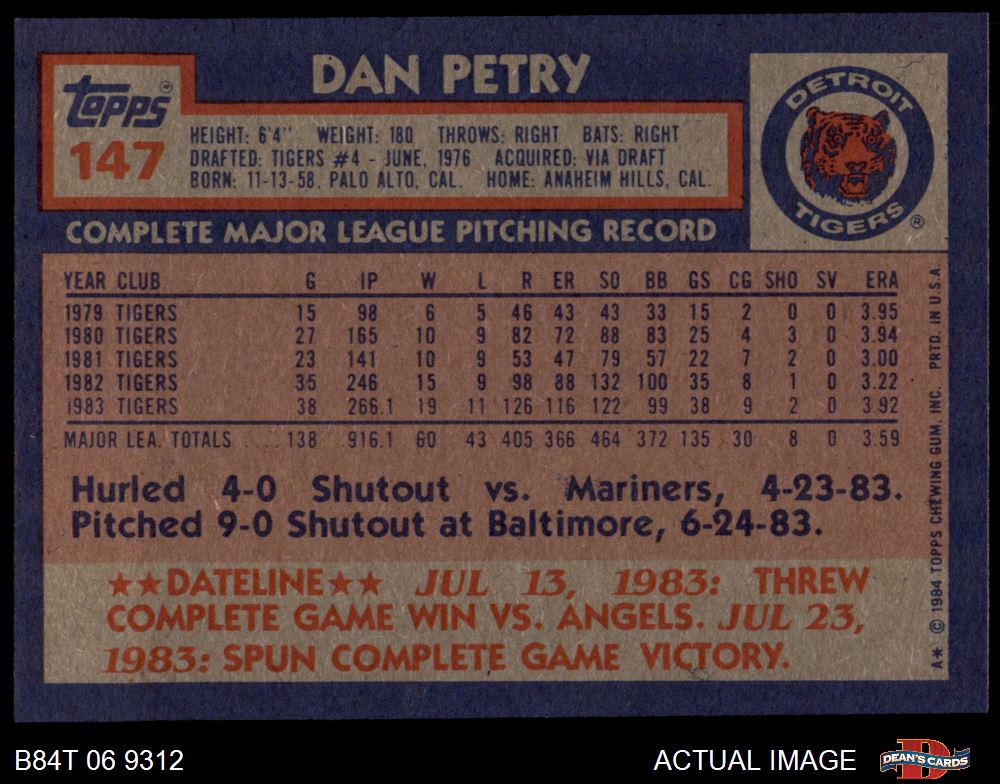 DAN PETRY
Topps®
147
HEIGHT: 6'4" WEIGHT: 180 THROWS: RIGHT BATS: RIGHT
DRAFTED: TIGERS #4 - JUNE, 1976 ACQUIRED: VIA DRAFT
BORN: 11-13-58, PALO ALTO, CAL. HOME: ANAHEIM HILLS, CAL.
DETROIT
TIGERS®
COMPLETE MAJOR LEAGUE PITCHING RECORD
YEAR CLUB G IP W L R ER SO BB GS CG SHO SV ERA
1979 TIGERS 15 98 6 5 46 43 43 33 15 2 0 0 3.95
1980 TIGERS 27 165 10 9 82 72 88 83 25 4 3 0 3.94
1981 TIGERS 23 141 10 9 53 47 79 57 22 7 2 0 3.00
1982 TIGERS 35 246 15 9 98 88 132 100 35 8 1 0 3.22
1983 TIGERS 38 266.1 19 11 126 116 122 99 38 9 2 0 3.92
MAJOR LEA. TOTALS .... 138 916.1 60 43 405 366 464 372 135 30 8 0 3.59
Hurled 4-0 Shutout vs. Mariners, 4-23-83.
Pitched 9-0 Shutout at Baltimore, 6-24-83.
★★DATELINE★★ JUL 13, 1983: THREW
COMPLETE GAME WIN VS. ANGELS. JUL 23,
1983: SPUN COMPLETE GAME VICTORY.
A* © 1984 TOPPS CHEWING GUM, INC. PRTD. IN U.S.A.
B84T 06 9312
ACTUAL IMAGE
DEAN'S CARDS